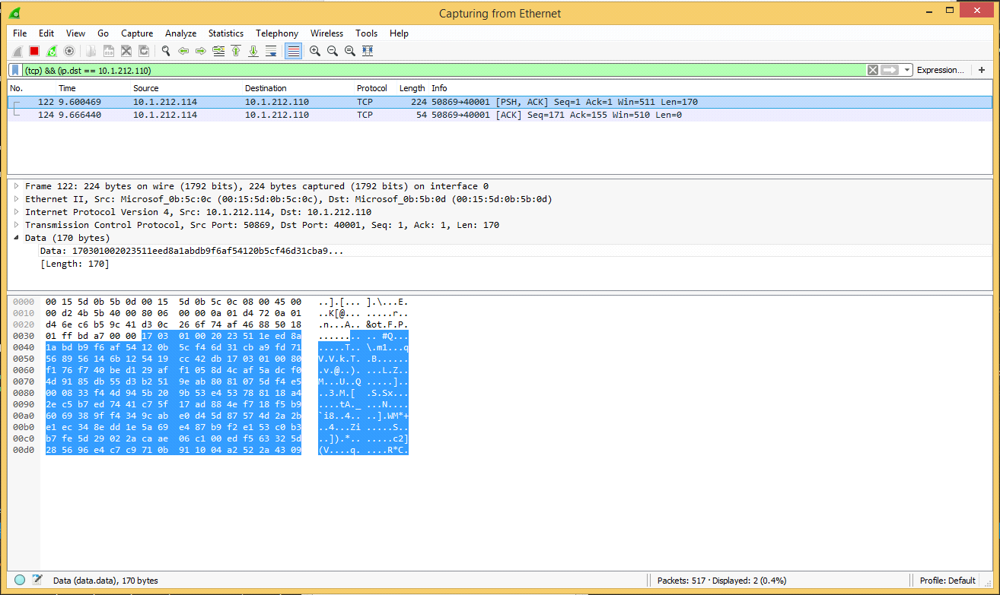 Capturing from Ethernet
File Edit View Go Capture Analyze Statistics Telephony Wireless Tools Help
(tcp) && (ip.dst == 10.1.212.110) Expression... +
No. Time Source Destination Protocol Length Info
122 9.600469 10.1.212.114 10.1.212.110 TCP 224 50869→40001 [PSH, ACK] Seq=1 Ack=1 Win=511 Len=170
124 9.666440 10.1.212.114 10.1.212.110 TCP 54 50869→40001 [ACK] Seq=171 Ack=155 Win=510 Len=0
Frame 122: 224 bytes on wire (1792 bits), 224 bytes captured (1792 bits) on interface 0
Ethernet II, Src: Microsof_0b:5c:0c (00:15:5d:0b:5c:0c), Dst: Microsof_0b:5b:0d (00:15:5d:0b:5b:0d)
Internet Protocol Version 4, Src: 10.1.212.114, Dst: 10.1.212.110
Transmission Control Protocol, Src Port: 50869, Dst Port: 40001, Seq: 1, Ack: 1, Len: 170
Data (170 bytes)
Data: 170301002023511eed8a1abdb9f6af54120b5cf46d31cba9...
[Length: 170]
0000 00 15 5d 0b 5b 0d 00 15 5d 0b 5c 0c 08 00 45 00 ..].[... ].\...E.
0010 00 d2 4b 5b 40 00 80 06 00 00 0a 01 d4 72 0a 01 ..K[@... .....r..
0020 d4 6e c6 b5 9c 41 d3 0c 26 6f 74 af 46 88 50 18 .n...A.. &ot.F.P.
0030 01 ff bd a7 00 00 17 03 01 00 20 23 51 1e ed 8a ........ .. #Q...
0040 1a bd b9 f6 af 54 12 0b 5c f4 6d 31 cb a9 fd 71 .....T.. \.m1...q
0050 56 89 56 14 6b 12 54 19 cc 42 db 17 03 01 00 80 V.V.k.T. .B......
0060 f1 76 f7 40 be d1 29 af f1 05 8d 4c af 5a dc f0 .v.@..). ...L.Z..
0070 4d 91 85 db 55 d3 b2 51 9e ab 80 81 07 5d f4 e5 M...U..Q .....]..
0080 00 08 33 f4 4d 94 5b 20 9b 53 e4 53 78 81 18 a4 ..3.M.[ .S.Sx...
0090 2e c5 b7 ed 74 41 c7 5f 17 ad 88 4e f7 18 f5 b9 ....tA._ ...N....
00a0 60 69 38 9f f4 34 9c ab e0 d4 5d 87 57 4d 2a 2b `i8..4.. ..].WM*+
00b0 e1 ec 34 8e dd 1e 5a 69 e4 87 b9 f2 e1 53 c0 b3 ..4...Zi .....S..
00c0 b7 fe 5d 29 02 2a ca ae 06 c1 00 ed f5 63 32 5d ..]).*.. .....c2]
00d0 28 56 96 e4 c7 c9 71 0b 91 10 04 a2 52 2a 43 09 (V....q. ....R*C.
Data (data.data), 170 bytes Packets: 517 · Displayed: 2 (0.4%) Profile: Default